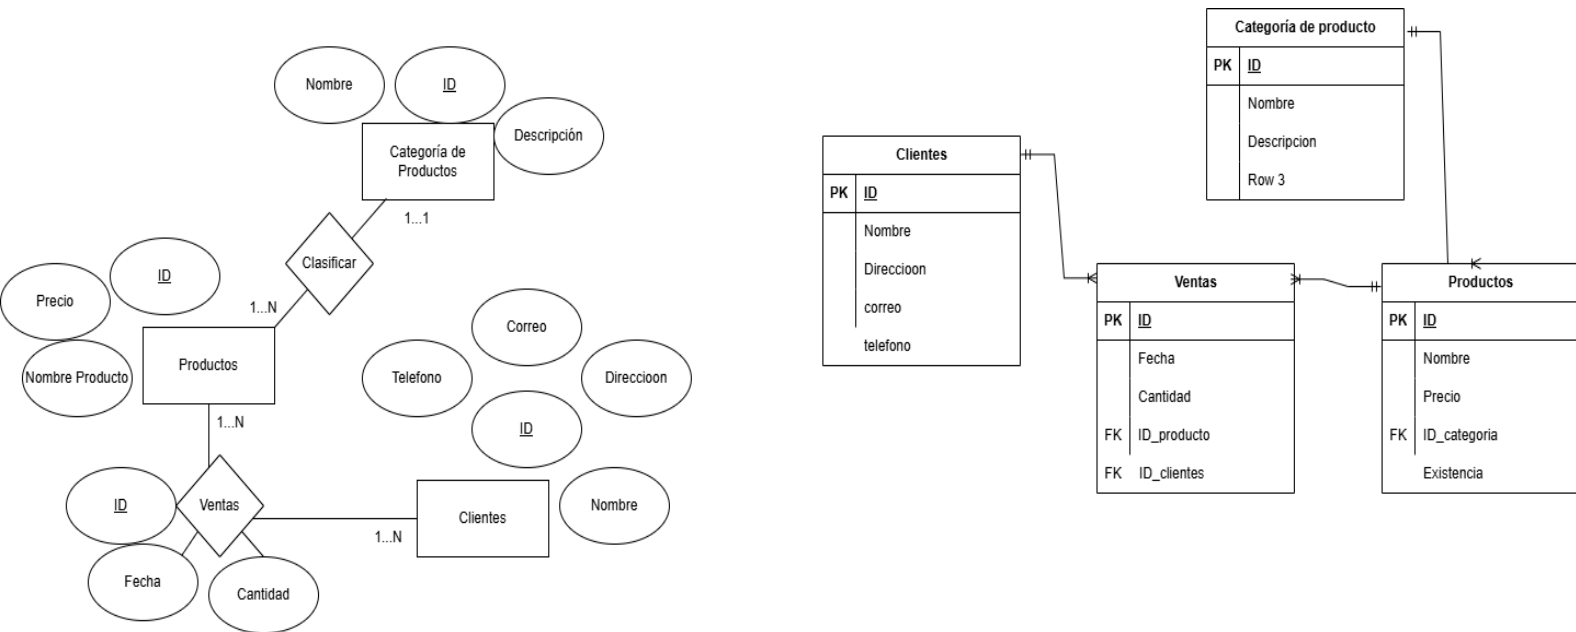 Nombre
ID
Descripción
Categoría de
Productos
1...1
Clasificar
1...N
ID
Precio
Nombre Producto
Productos
1...N
ID
Ventas
Fecha
Cantidad
1...N
Clientes
Correo
Telefono
Direccioon
ID
Nombre
Clientes
PK ID
Nombre
Direccioon
correo
telefono
Categoría de producto
PK ID
Nombre
Descripcion
Row 3
Ventas
PK ID
Fecha
Cantidad
FK ID_producto
FK ID_clientes
Productos
PK ID
Nombre
Precio
FK ID_categoria
Existencia